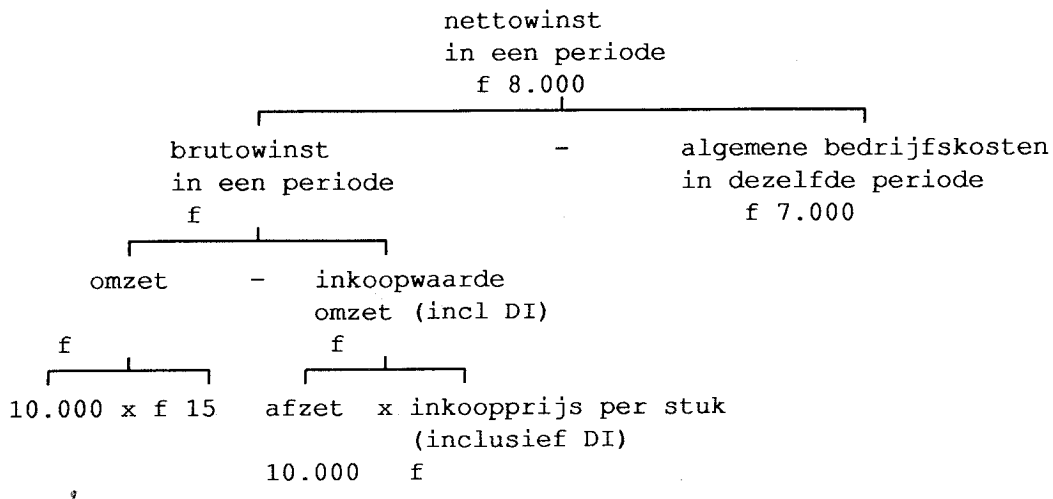 nettowinst
in een periode
f 8.000
brutowinst - algemene bedrijfskosten
in een periode in dezelfde periode
f f 7.000
omzet - inkoopwaarde
omzet (incl DI)
f f
10.000 x f 15 afzet x inkoopprijs per stuk
(inclusief DI)
10.000 f